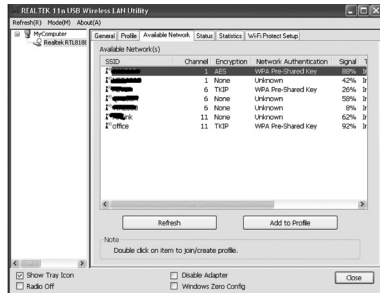 REALTEK 11n USB Wireless LAN Utility
Refresh(R) Mode(M) About(A)
MyComputer
Realtek RTL818
General Profile Available Network Status Statistics Wi-Fi Protect Setup
Available Network(s)
SSID Channel Encryption Network Authentication Signal
1 AES WPA Pre-Shared Key 88%
1 None Unknown 42%
6 TKIP WPA Pre-Shared Key 26%
6 None Unknown 58%
6 None Unknown 8%
11 None Unknown 62%
office 11 TKIP WPA Pre-Shared Key 92%
Refresh Add to Profile
Note
Double click on item to join/create profile.
Show Tray Icon
Radio Off
Disable Adapter
Windows Zero Config
Close